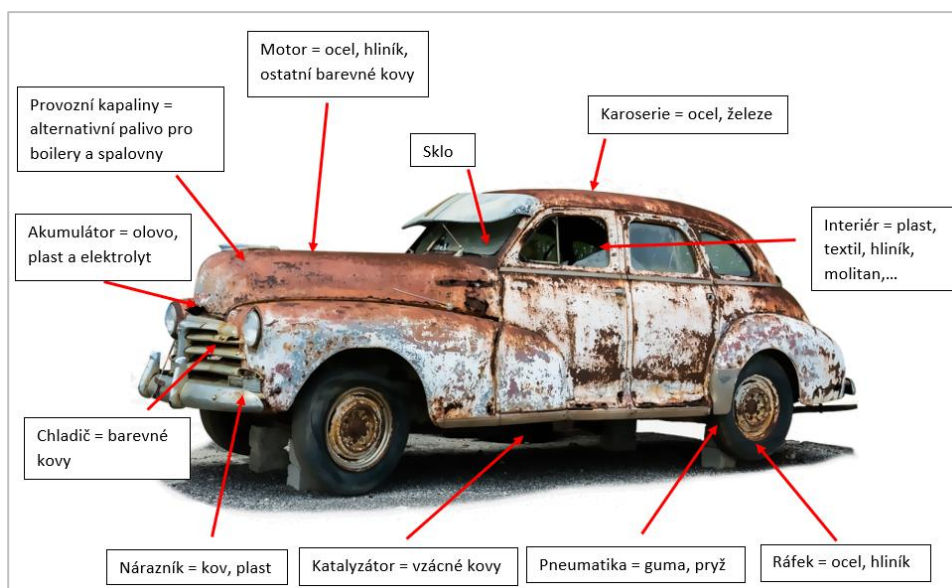 Motor = ocel, hliník,
ostatní barevné kovy
Provozní kapaliny =
alternativní palivo pro
boilery a spalovny
Karoserie = ocel, železe
Sklo
Akumulátor = olovo,
plast a elektrolyt
Interiér = plast,
textil, hliník,
molitan,...
Chladič = barevné
kovy
Nárazník = kov, plast
Katalyzátor = vzácné kovy
Pneumatika = guma, pryž
Ráfek = ocel, hliník